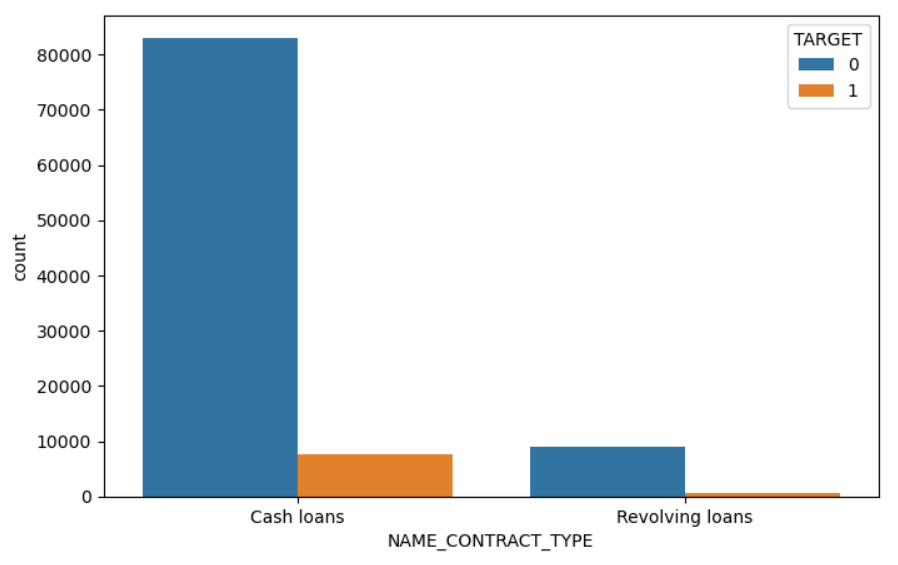 TARGET
0
1
80000
70000
60000
50000
40000
30000
20000
10000
0
count
Cash loans
Revolving loans
NAME_CONTRACT_TYPE